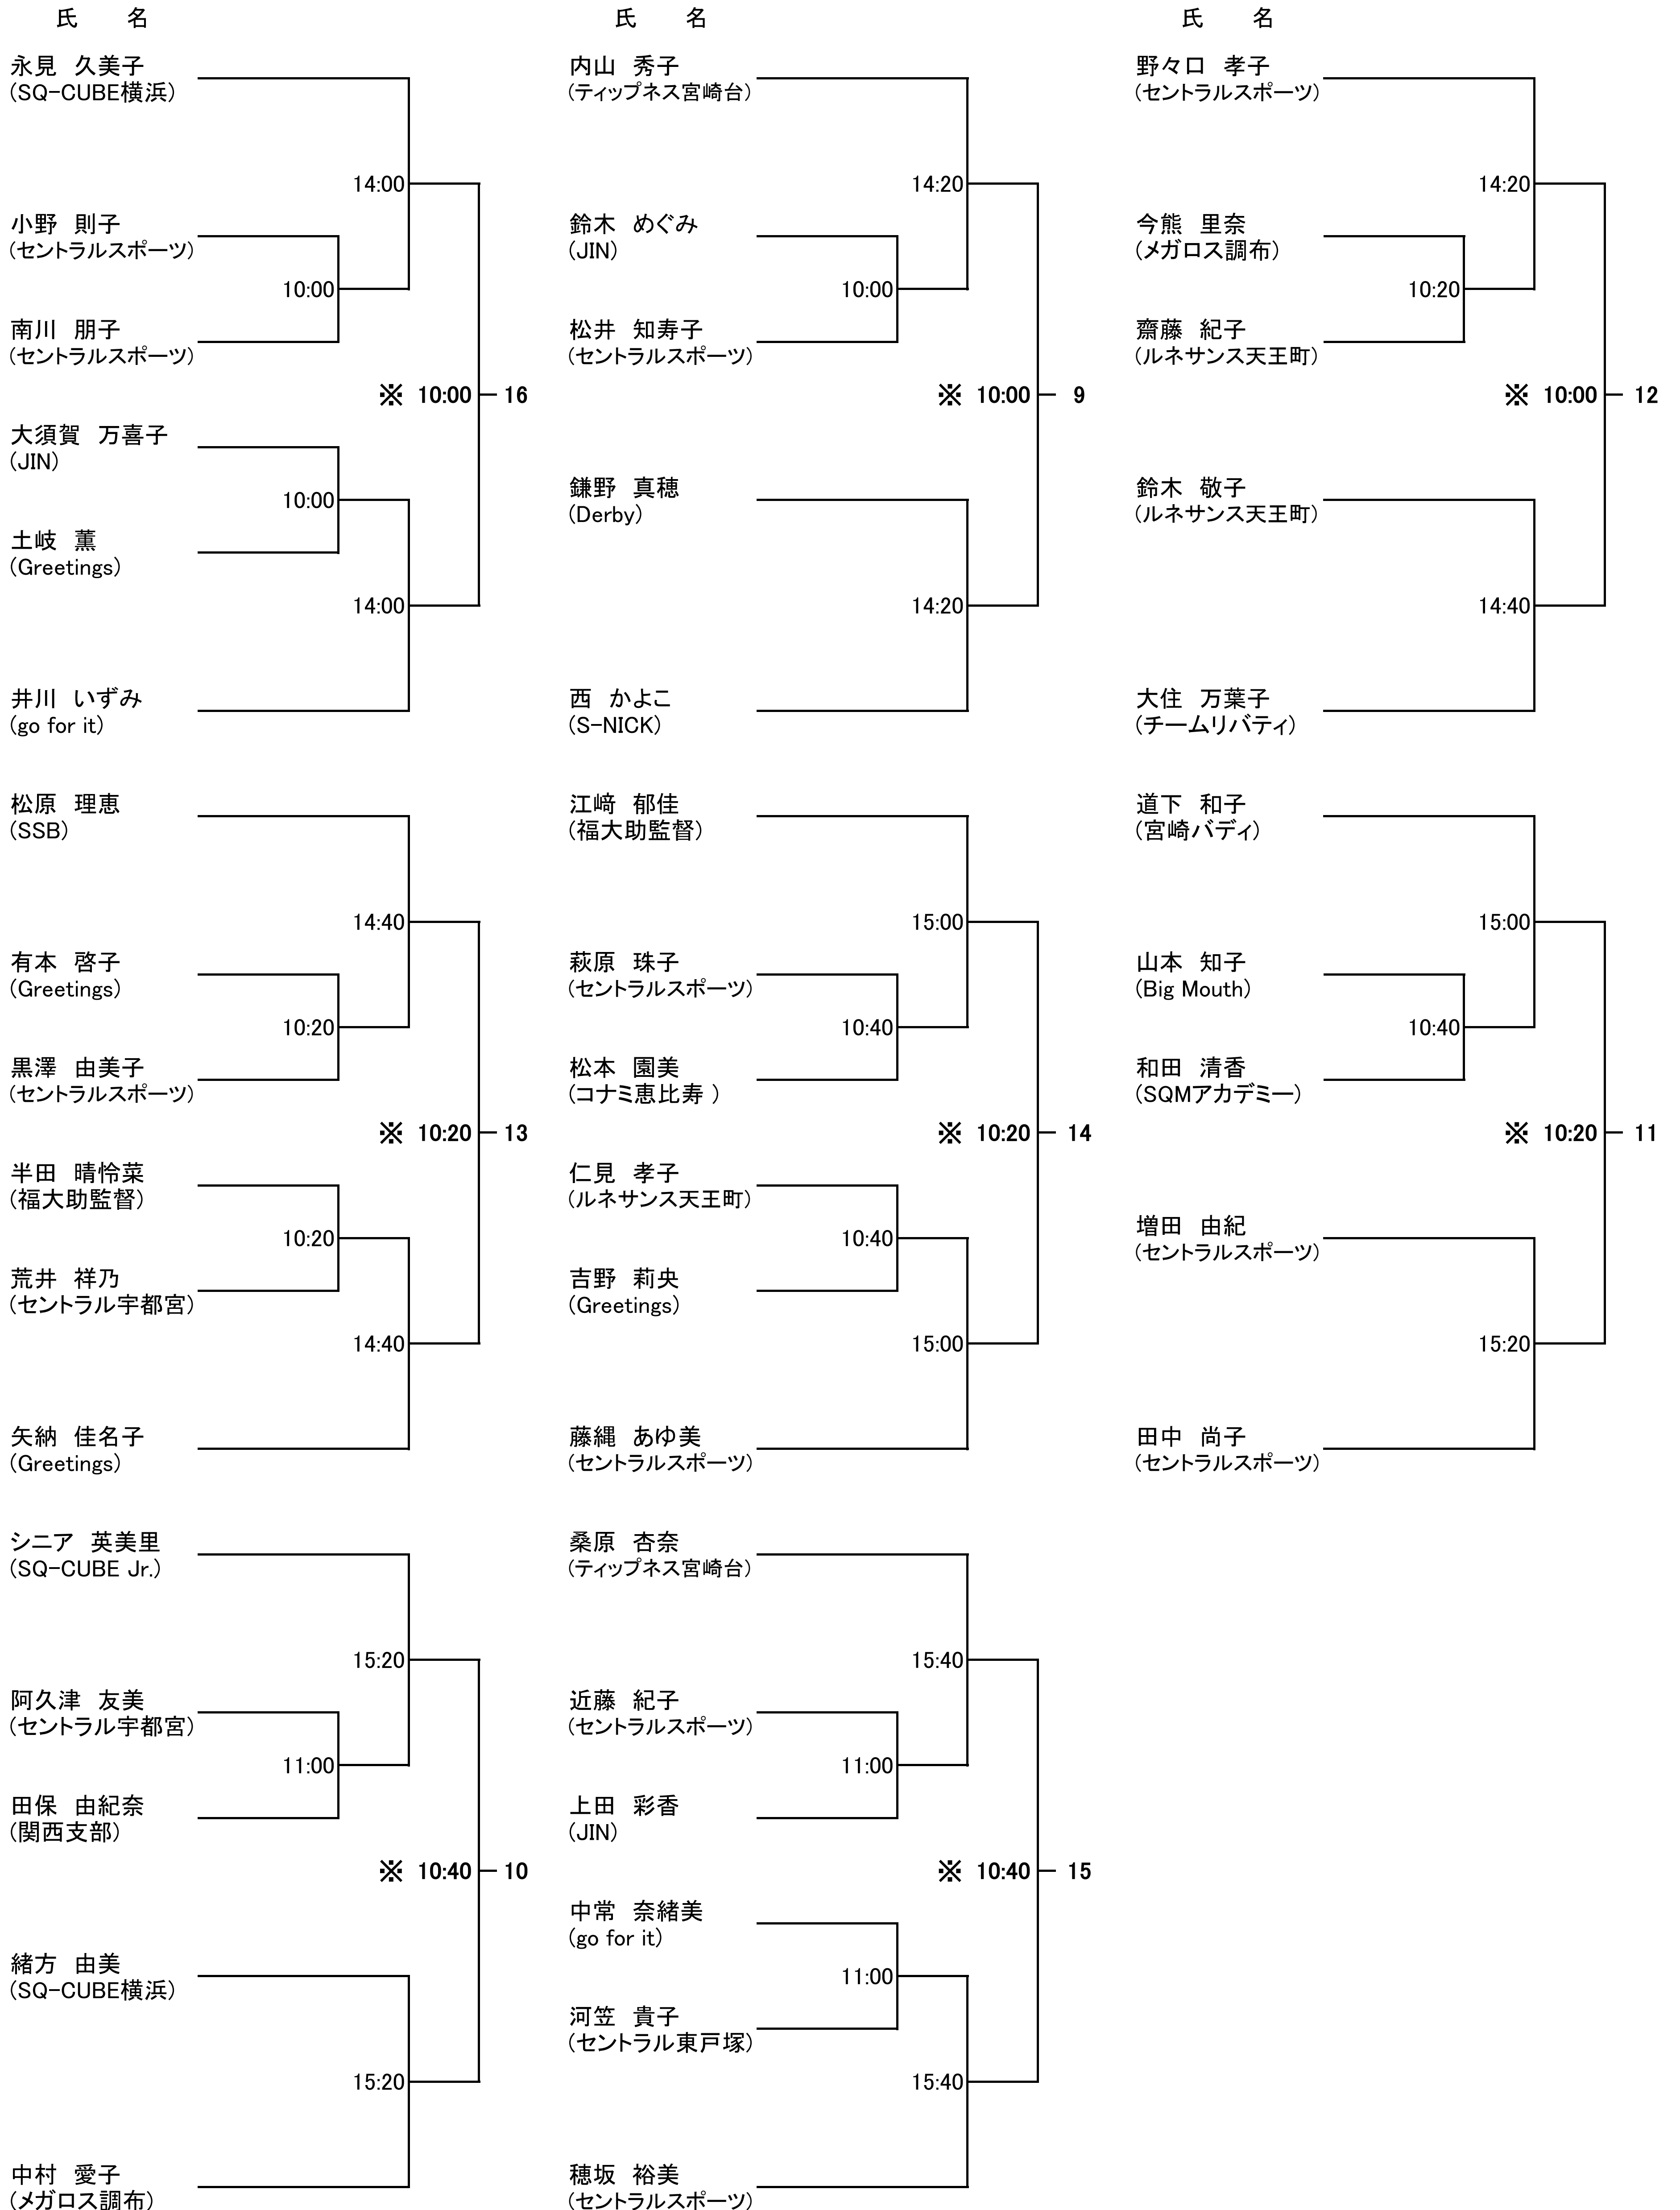 氏　名
永見　久美子
(SQ-CUBE横浜)
14:00
小野　則子
(セントラルスポーツ)
10:00
南川　朋子
(セントラルスポーツ)
※ 10:00 16
大須賀　万喜子
(JIN)
10:00
土岐　薫
(Greetings)
14:00
井川　いずみ
(go for it)
松原　理恵
(SSB)
14:40
有本　啓子
(Greetings)
10:20
黒澤　由美子
(セントラルスポーツ)
※ 10:20 13
半田　晴怜菜
(福大助監督)
10:20
荒井　祥乃
(セントラル宇都宮)
14:40
矢納　佳名子
(Greetings)
シニア　英美里
(SQ-CUBE Jr.)
15:20
阿久津　友美
(セントラル宇都宮)
11:00
田保　由紀奈
(関西支部)
※ 10:40 10
緒方　由美
(SQ-CUBE横浜)
15:20
中村　愛子
(メガロス調布)
氏　名
内山　秀子
(ティップネス宮崎台)
14:20
鈴木　めぐみ
(JIN)
10:00
松井　知寿子
(セントラルスポーツ)
※ 10:00 9
鎌野　真穂
(Derby)
14:20
西　かよこ
(S-NICK)
江﨑　郁佳
(福大助監督)
15:00
萩原　珠子
(セントラルスポーツ)
10:40
松本　園美
(コナミ恵比寿 )
※ 10:20 14
仁見　孝子
(ルネサンス天王町)
10:40
吉野　莉央
(Greetings)
15:00
藤縄　あゆ美
(セントラルスポーツ)
桑原　杏奈
(ティップネス宮崎台)
15:40
近藤　紀子
(セントラルスポーツ)
11:00
上田　彩香
(JIN)
※ 10:40 15
中常　奈緒美
(go for it)
11:00
河笠　貴子
(セントラル東戸塚)
15:40
穂坂　裕美
(セントラルスポーツ)
氏　名
野々口　孝子
(セントラルスポーツ)
14:20
今熊　里奈
(メガロス調布)
10:20
齋藤　紀子
(ルネサンス天王町)
※ 10:00 12
鈴木　敬子
(ルネサンス天王町)
14:40
大住　万葉子
(チームリバティ)
道下　和子
(宮崎バディ)
15:00
山本　知子
(Big Mouth)
10:40
和田　清香
(SQMアカデミー)
※ 10:20 11
増田　由紀
(セントラルスポーツ)
15:20
田中　尚子
(セントラルスポーツ)